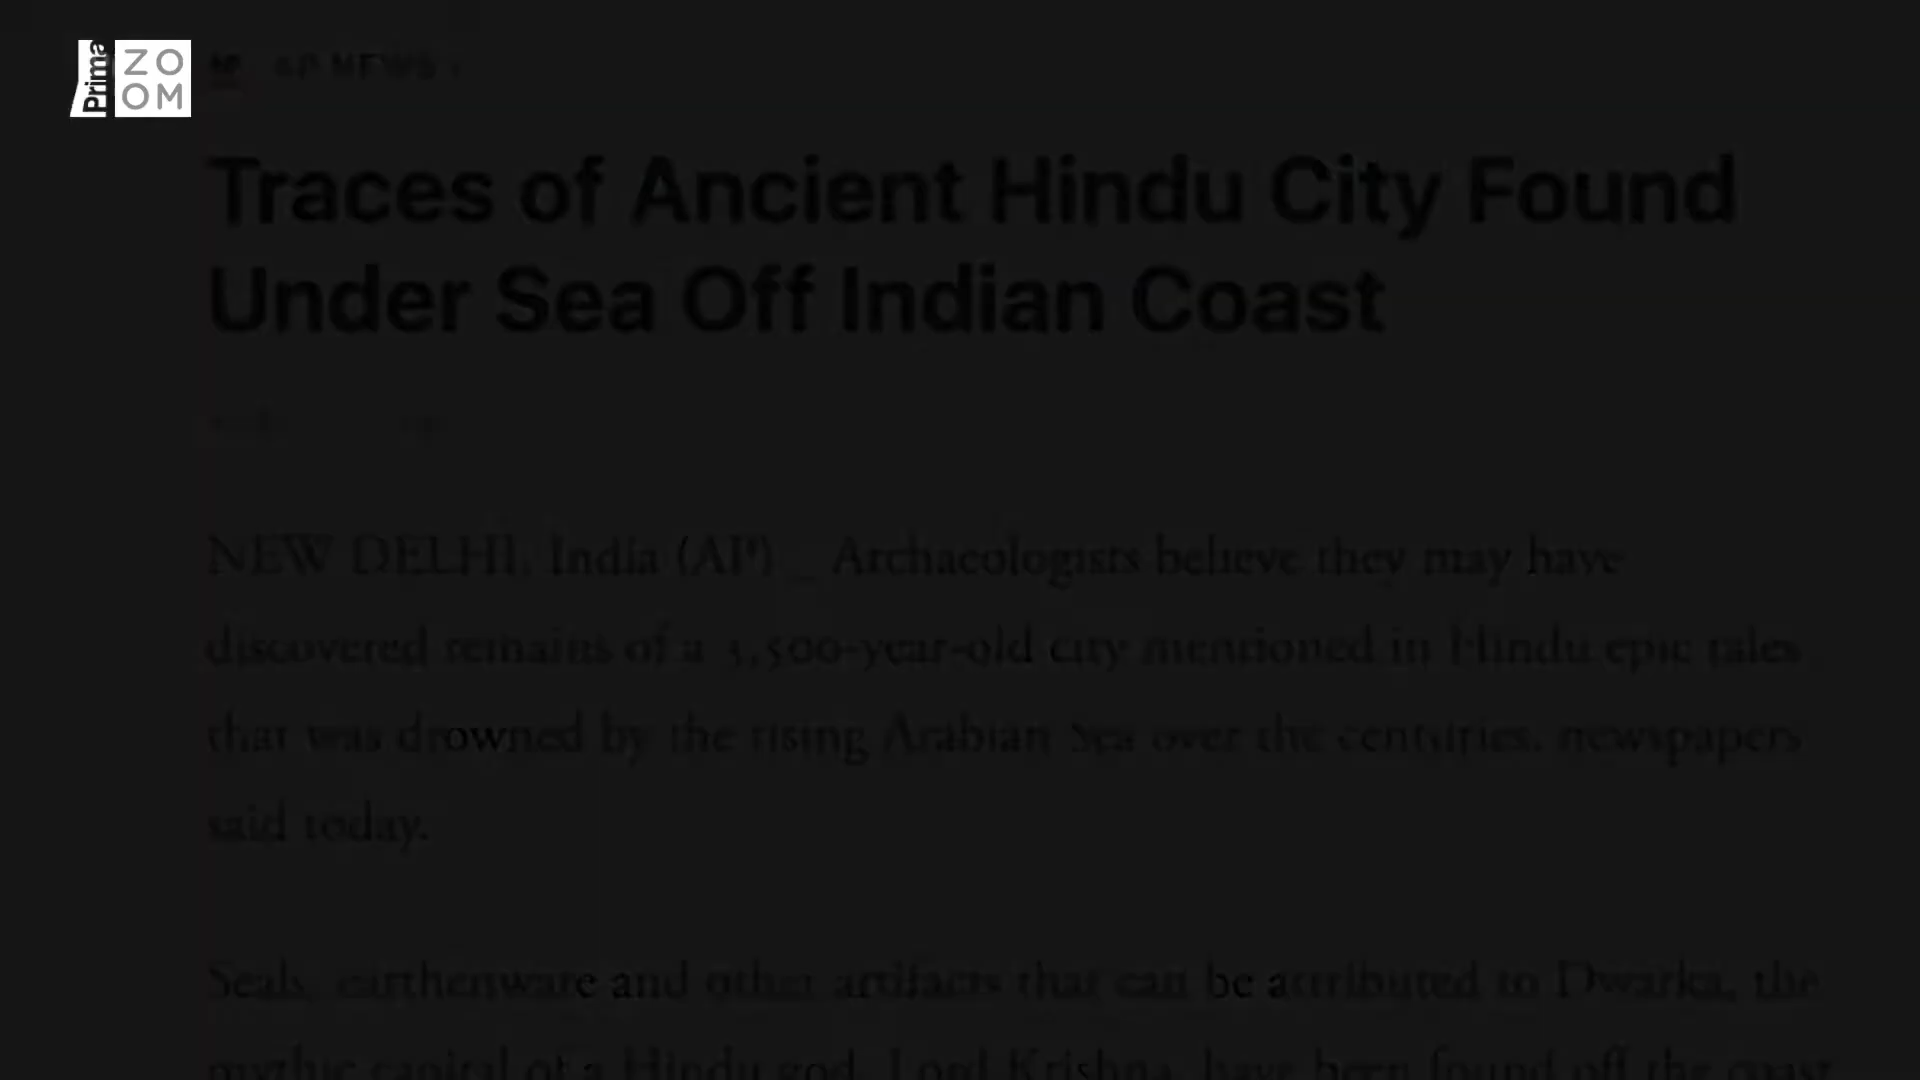 Prima
ZO
OM
AP NEWS
Traces of Ancient Hindu City Found
Under Sea Off Indian Coast
NEW DELHI, India (AP) _ Archaeologists believe they may have
discovered remains of a 3,500-year-old city mentioned in Hindu epic tales
that was drowned by the rising Arabian Sea over the centuries, newspapers
said today.
Seals, earthenware and other artifacts that can be attributed to Dwarka, the
mythic capital of a Hindu god, Lord Krishna, have been found off the coast